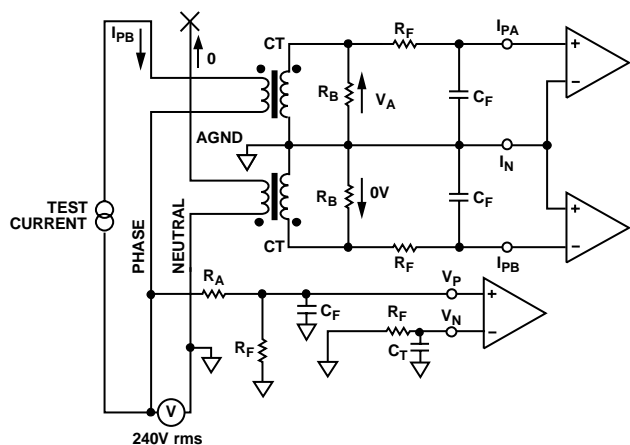 I_PB
0
CT
R_F
I_PA
+
−
R_B
V_A
C_F
AGND
I_N
R_B
0V
C_F
+
−
TEST
CURRENT
PHASE
NEUTRAL
CT
R_F
I_PB
R_A
V_P
+
C_F
R_F
V_N
−
R_F
C_T
V
240V rms